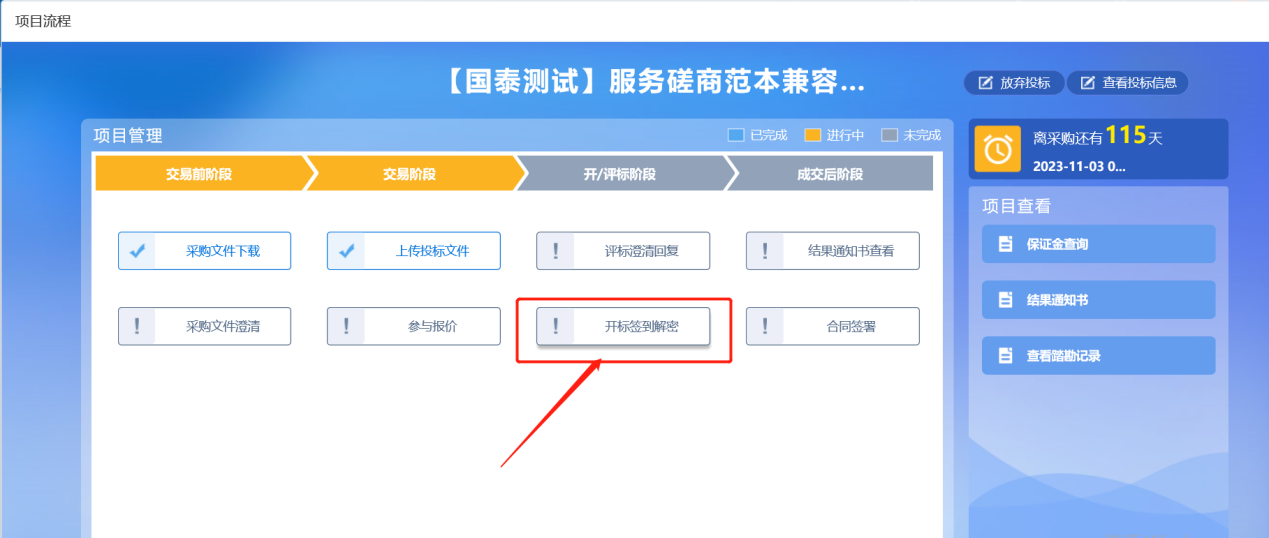 项目流程
【国泰测试】服务磋商范本兼容...
放弃投标
查看投标信息
项目管理
已完成
进行中
未完成
离采购还有115天
2023-11-03 0...
交易前阶段
交易阶段
开/评标阶段
成交后阶段
项目查看
采购文件下载
上传投标文件
评标澄清回复
结果通知书查看
保证金查询
结果通知书
采购文件澄清
参与报价
开标签到解密
合同签署
查看踏勘记录